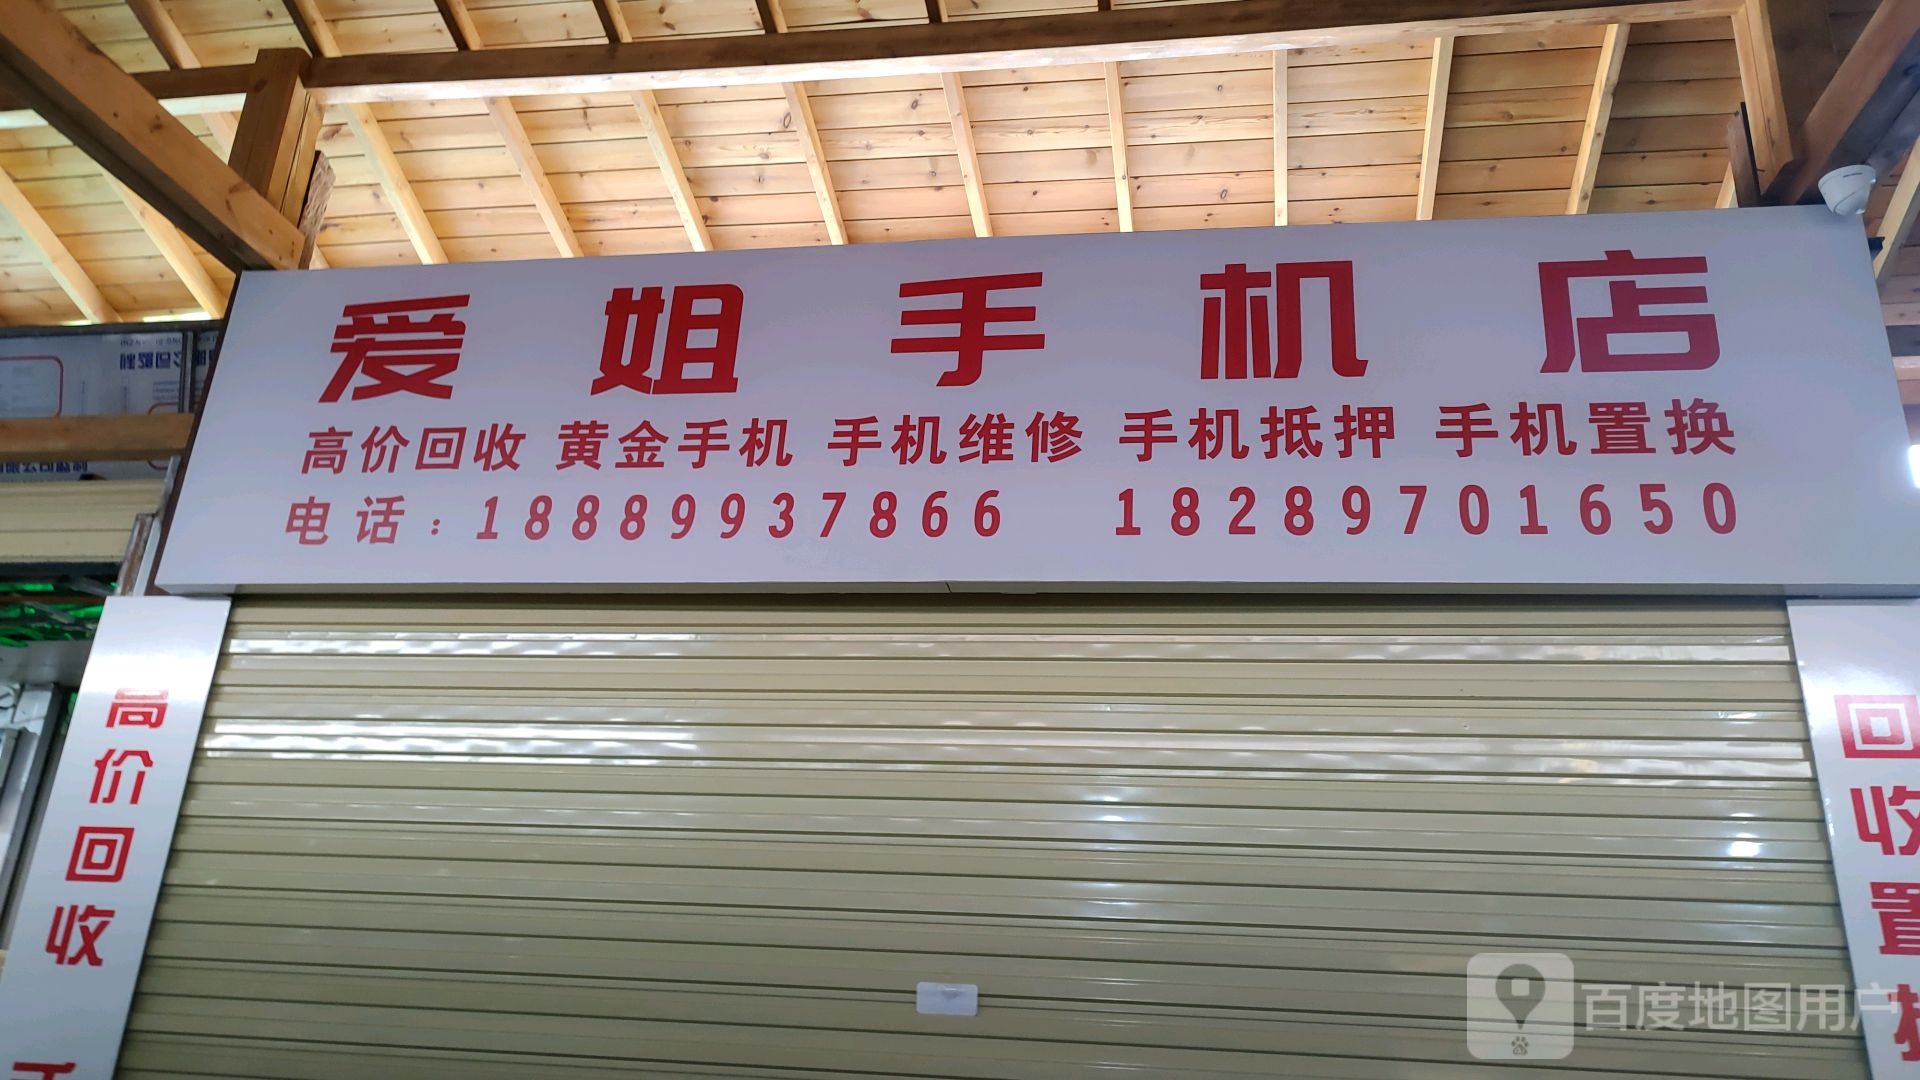 爱姐手机店
高价回收 黄金手机 手机维修 手机抵押 手机置换
电话：18889937866 18289701650
高价回收
回收置换
百度地图用户